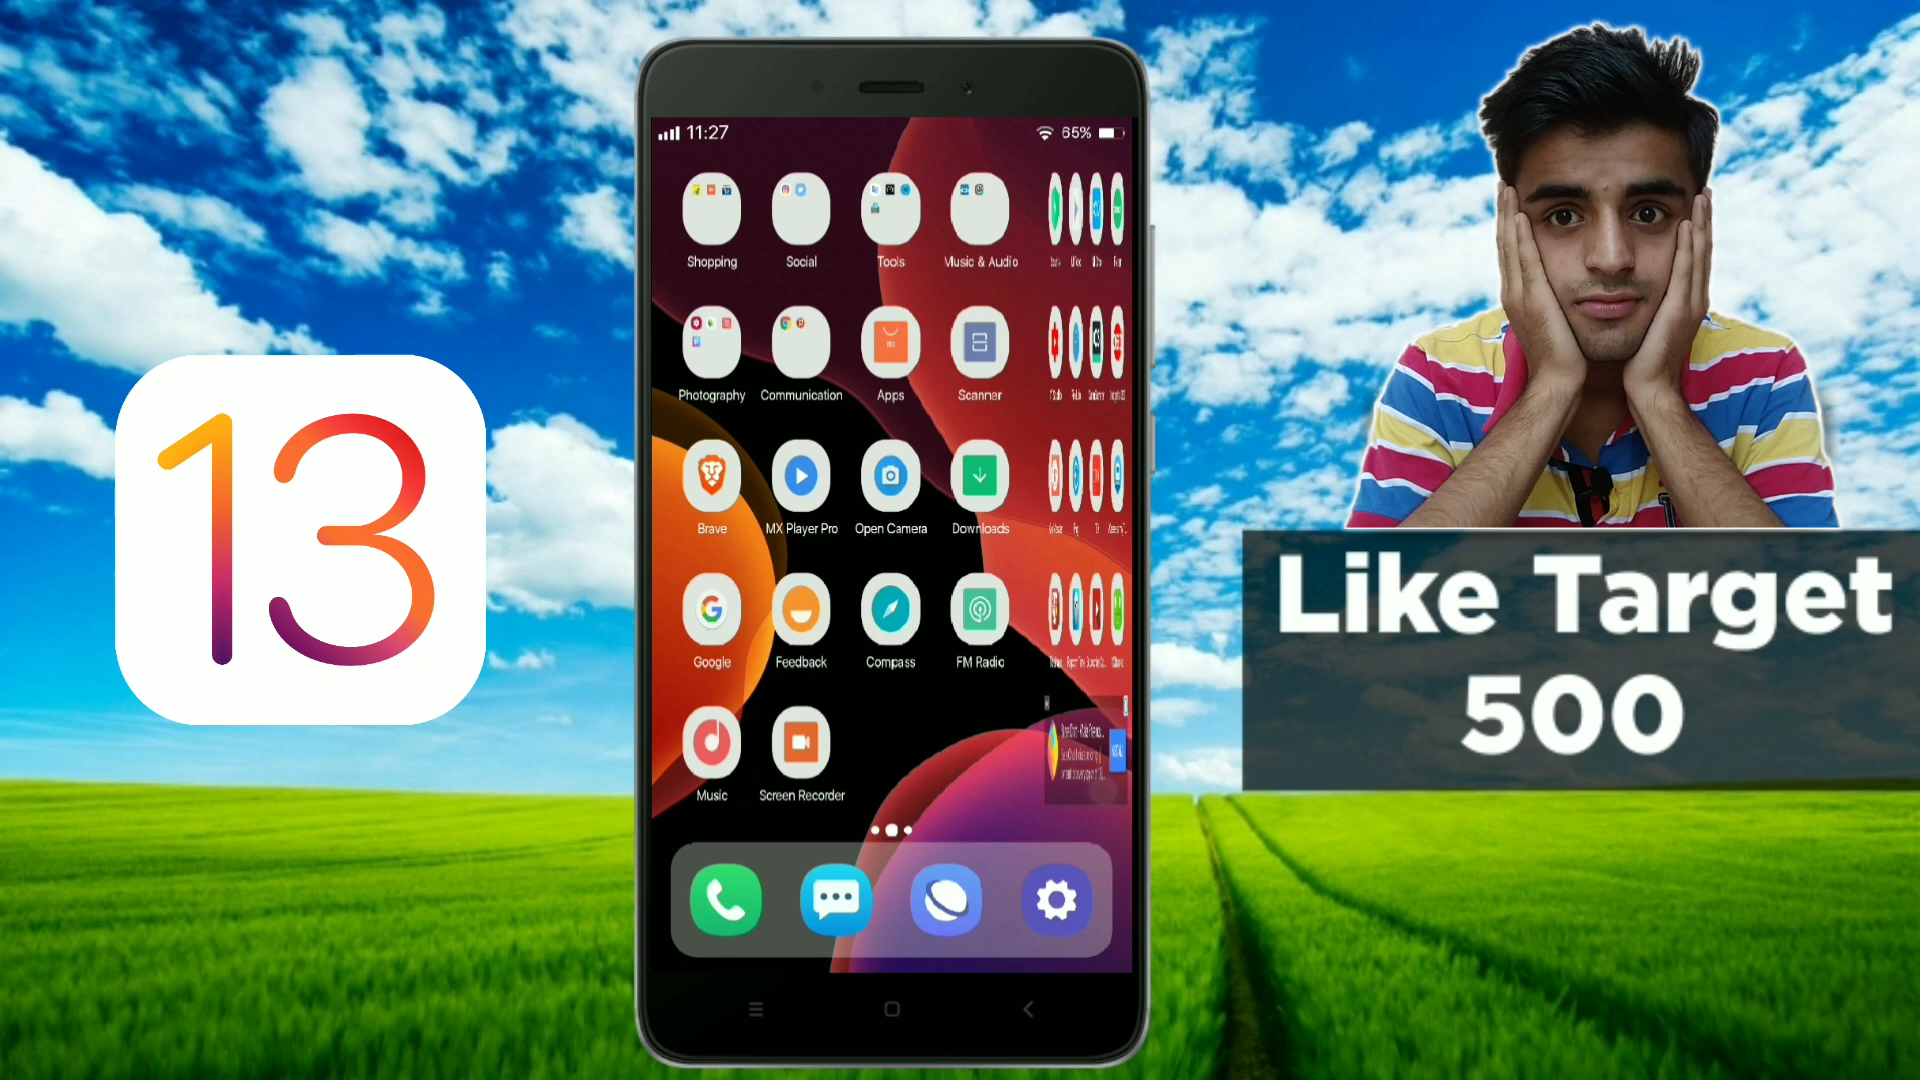 13
11:27
65%
Shopping
Social
Tools
Music & Audio
Photography
Communication
Apps
Scanner
Brave
MX Player Pro
Open Camera
Downloads
Google
Feedback
Compass
FM Radio
Music
Screen Recorder
Like Target
500